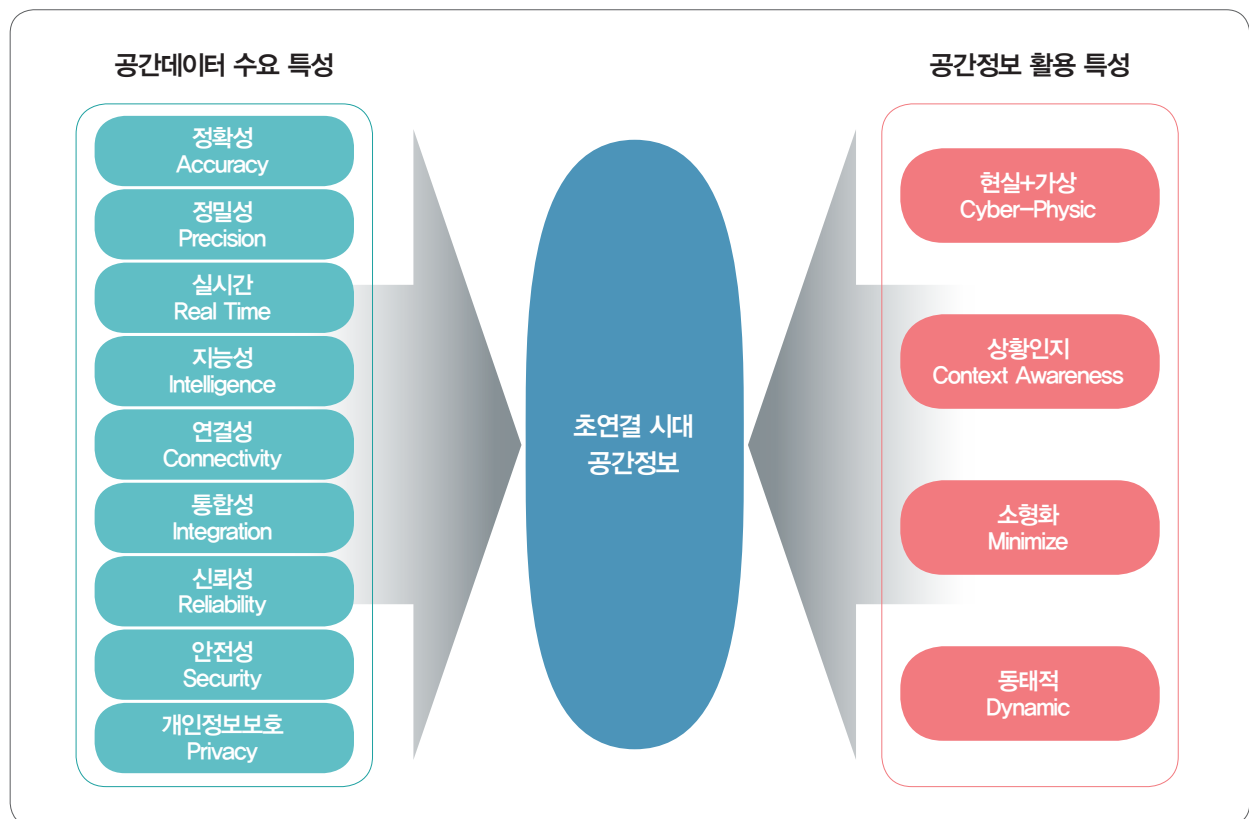 공간데이터 수요 특성
정확성
Accuracy
정밀성
Precision
실시간
Real Time
지능성
Intelligence
연결성
Connectivity
통합성
Integration
신뢰성
Reliability
안전성
Security
개인정보보호
Privacy
초연결 시대
공간정보
공간정보 활용 특성
현실+가상
Cyber-Physic
상황인지
Context Awareness
소형화
Minimize
동태적
Dynamic